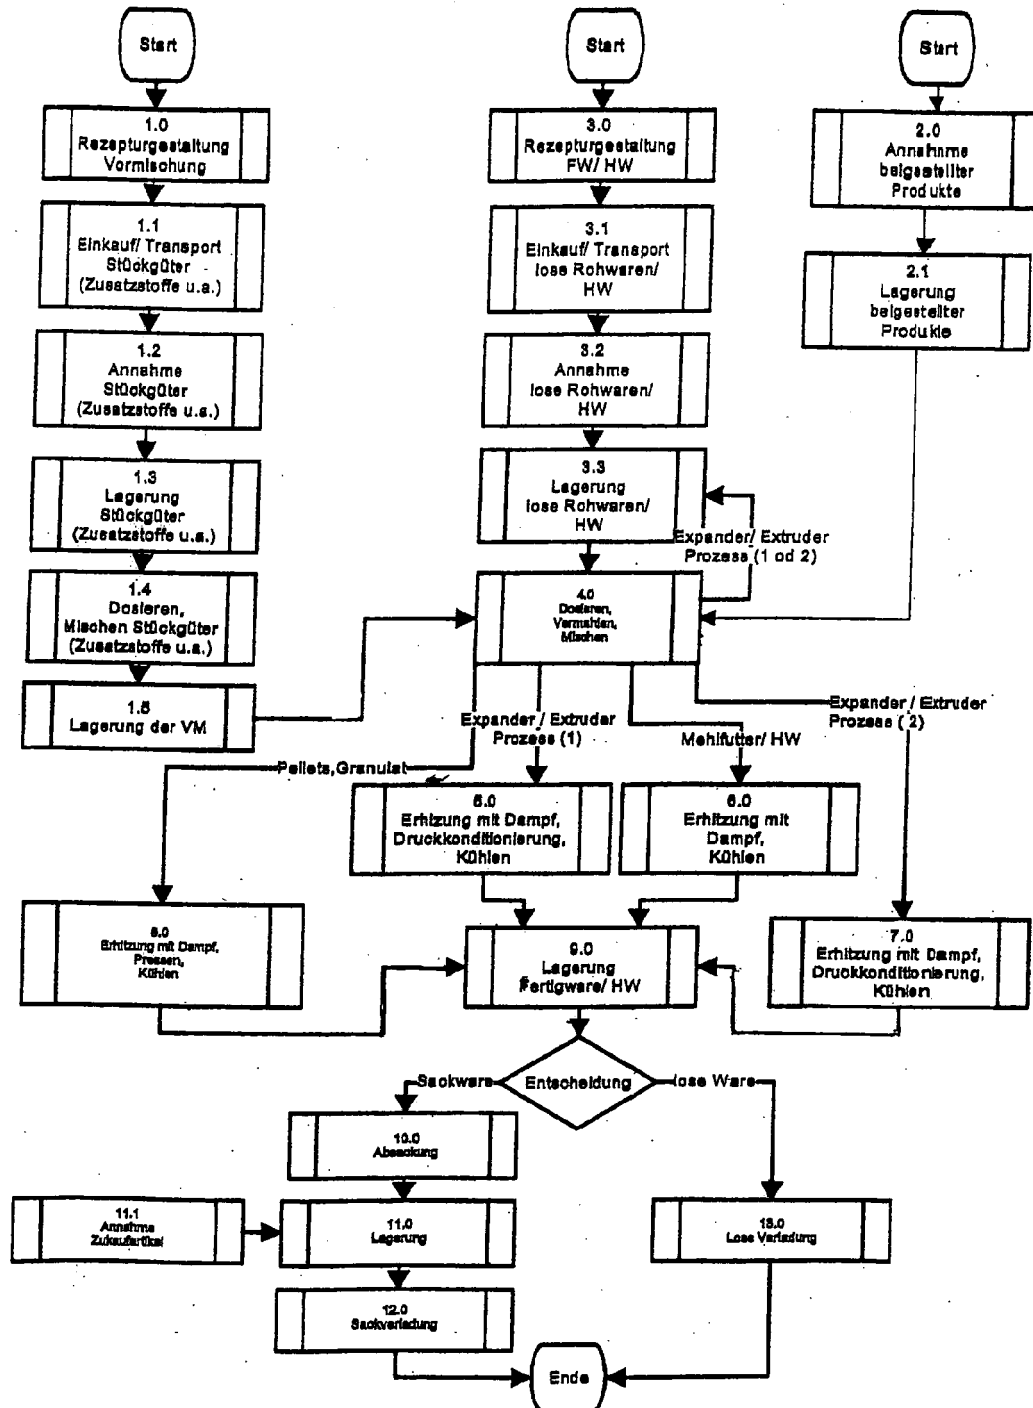 Start
1.0
Rezepturgestaltung
Vormischung
1.1
Einkauf/ Transport
Stückgüter
(Zusatzstoffe u.a.)
1.2
Annahme
Stückgüter
(Zusatzstoffe u.a.)
1.3
Lagerung
Stückgüter
(Zusatzstoffe u.a.)
1.4
Dosieren,
Mischen Stückgüter
(Zusatzstoffe u.a.)
1.5
Lagerung der VM
Start
3.0
Rezepturgestaltung
FW/ HW
3.1
Einkauf/ Transport
lose Rohwaren/
HW
3.2
Annahme
lose Rohwaren/
HW
3.3
Lagerung
lose Rohwaren/
HW
Expander/ Extruder
Prozess (1 od 2)
Start
2.0
Annahme
beigestellter
Produkte
2.1
Lagerung
beigestellter
Produkte
4.0
Dosieren,
Vermahlen,
Mischen
Pellets,Granulat
Expander / Extruder
Prozess (1)
Mehlfutter/ HW
Expander / Extruder
Prozess (2)
5.0
Erhitzung mit Dampf,
Druckkonditionierung,
Kühlen
6.0
Erhitzung mit
Dampf,
Kühlen
8.0
Erhitzung mit Dampf,
Pressen,
Kühlen
9.0
Lagerung
Fertigware/ HW
7.0
Erhitzung mit Dampf,
Druckkonditionierung,
Kühlen
Sackware
Entscheidung
lose Ware
10.0
Absackung
11.1
Annahme
Zukaufartikel
11.0
Lagerung
13.0
Lose Verladung
12.0
Sackverladung
Ende